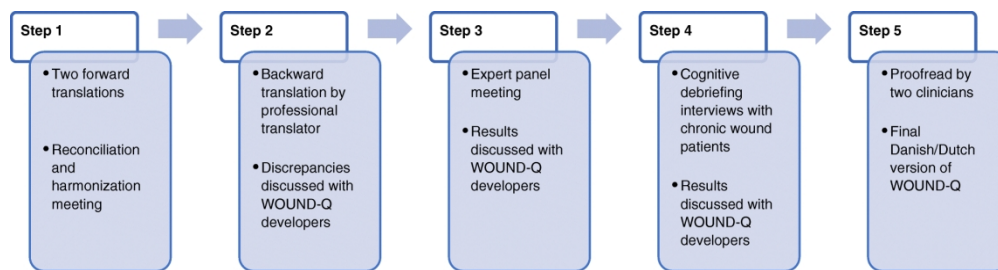 Step 1
• Two forward
translations
• Reconciliation
and
harmonization
meeting
Step 2
• Backward
translation by
professional
translator
• Discrepancies
discussed with
WOUND-Q
developers
Step 3
• Expert panel
meeting
• Results
discussed with
WOUND-Q
developers
Step 4
• Cognitive
debriefing
interviews with
chronic wound
patients
• Results
discussed with
WOUND-Q
developers
Step 5
• Proofread by
two clinicians
• Final
Danish/Dutch
version of
WOUND-Q